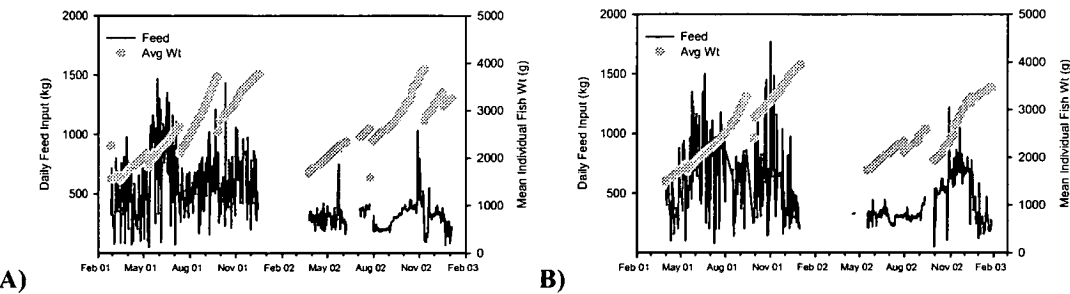 2000
1500
1000
500
Daily Feed Input (kg)
Feed
Avg Wt
5000
4000
3000
2000
1000
0
Mean Individual Fish Wt (g)
Feb 01 May 01 Aug 01 Nov 01 Feb 02 May 02 Aug 02 Nov 02 Feb 03
A)
2000
1500
1000
500
Daily Feed Input (kg)
Feed
Avg Wt
5000
4000
3000
2000
1000
0
Mean Individual Fish Wt (g)
Feb 01 May 01 Aug 01 Nov 01 Feb 02 May 02 Aug 02 Nov 02 Feb 03
B)